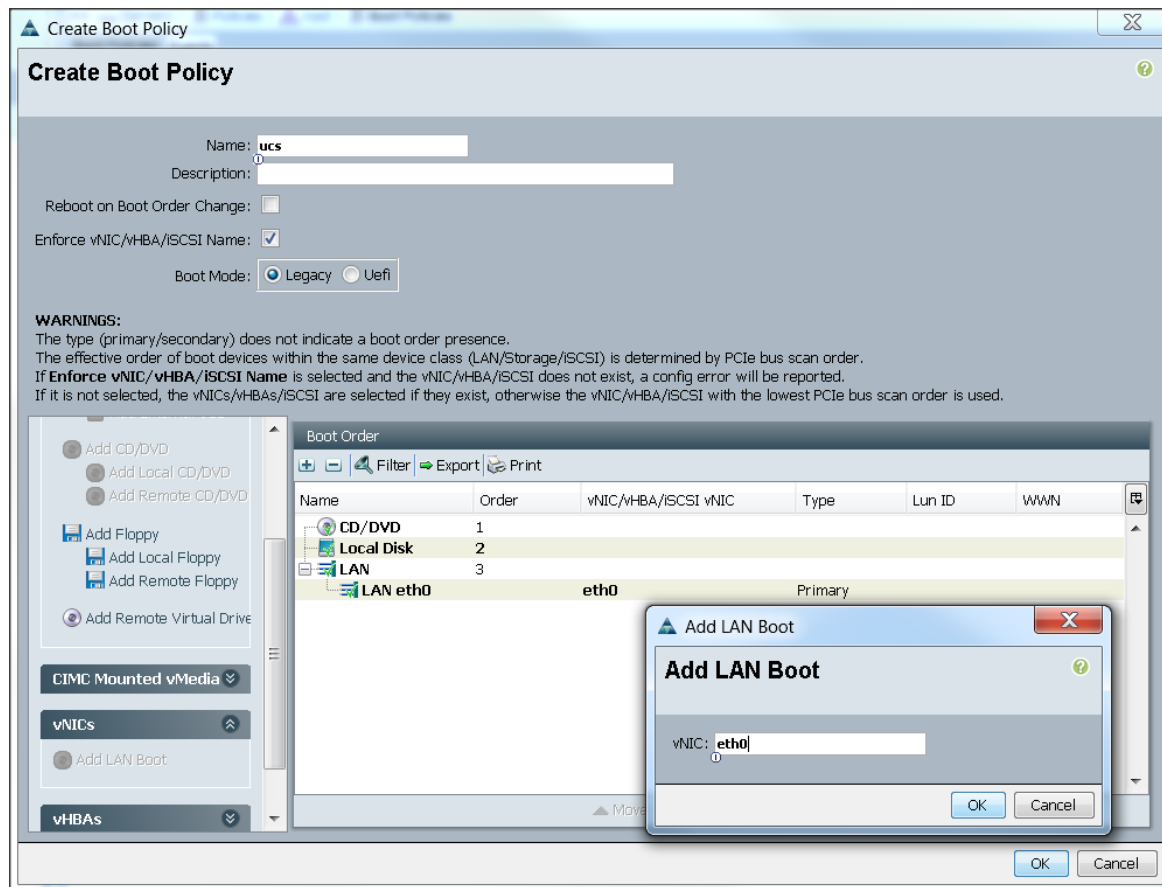 Create Boot Policy
Create Boot Policy
Name: ucs
Description:
Reboot on Boot Order Change:
Enforce vNIC/vHBA/iSCSI Name:
Boot Mode: Legacy Uefi
WARNINGS:
The type (primary/secondary) does not indicate a boot order presence.
The effective order of boot devices within the same device class (LAN/Storage/iSCSI) is determined by PCIe bus scan order.
If Enforce vNIC/vHBA/iSCSI Name is selected and the vNIC/vHBA/iSCSI does not exist, a config error will be reported.
If it is not selected, the vNICs/vHBAs/iSCSI are selected if they exist, otherwise the vNIC/vHBA/iSCSI with the lowest PCIe bus scan order is used.
Add CD/DVD
Add Local CD/DVD
Add Remote CD/DVD
Add Floppy
Add Local Floppy
Add Remote Floppy
Add Remote Virtual Drive
CIMC Mounted vMedia
vNICs
Add LAN Boot
vHBAs
Boot Order
Filter Export Print
Name Order vNIC/vHBA/iSCSI vNIC Type Lun ID WWN
CD/DVD 1
Local Disk 2
LAN 3
LAN eth0 eth0 Primary
Move
Add LAN Boot
Add LAN Boot
vNIC: eth0
OK Cancel
OK Cancel